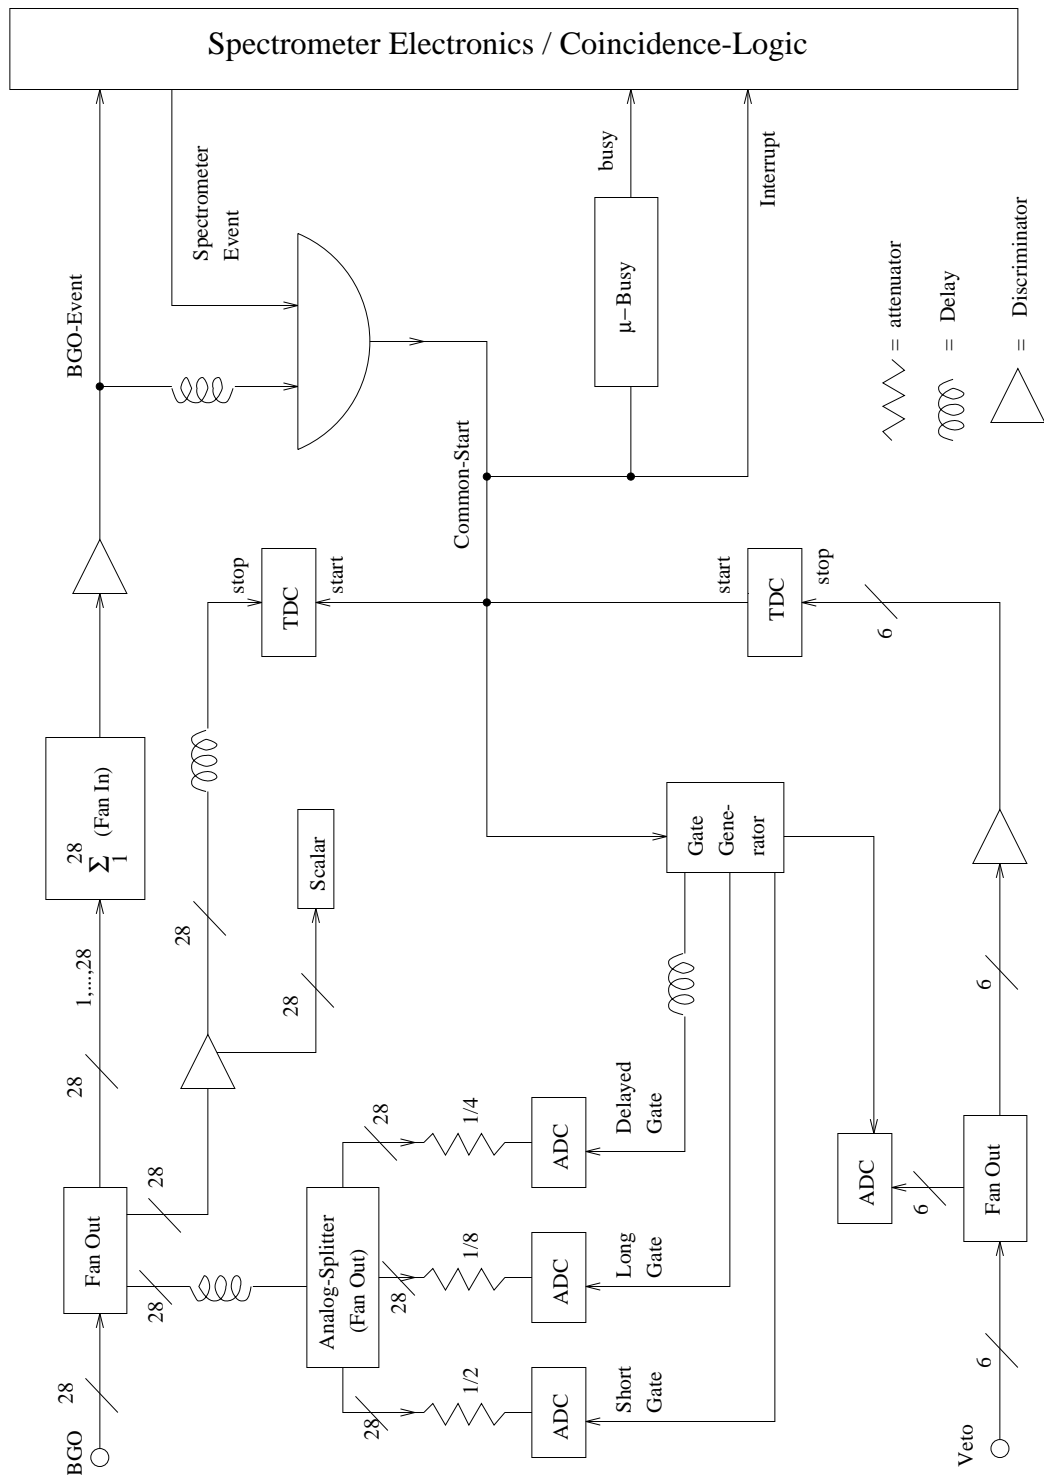 Spectrometer Electronics / Coincidence-Logic
BGO-Event
Spectrometer
Event
busy
Interrupt
μ-Busy
= attenuator
= Delay
= Discriminator
Common-Start
stop
TDC
start
start
TDC
stop
6
28
Σ (Fan In)
1
1,...,28
28
28
Scalar
28
Gate
Gene-
rator
6
28
Fan Out
28
28
28
Analog-Splitter
(Fan Out)
28
1/4
ADC
Delayed
Gate
28
1/8
ADC
Long
Gate
28
1/2
ADC
Short
Gate
ADC
6
Fan Out
6
BGO
Veto